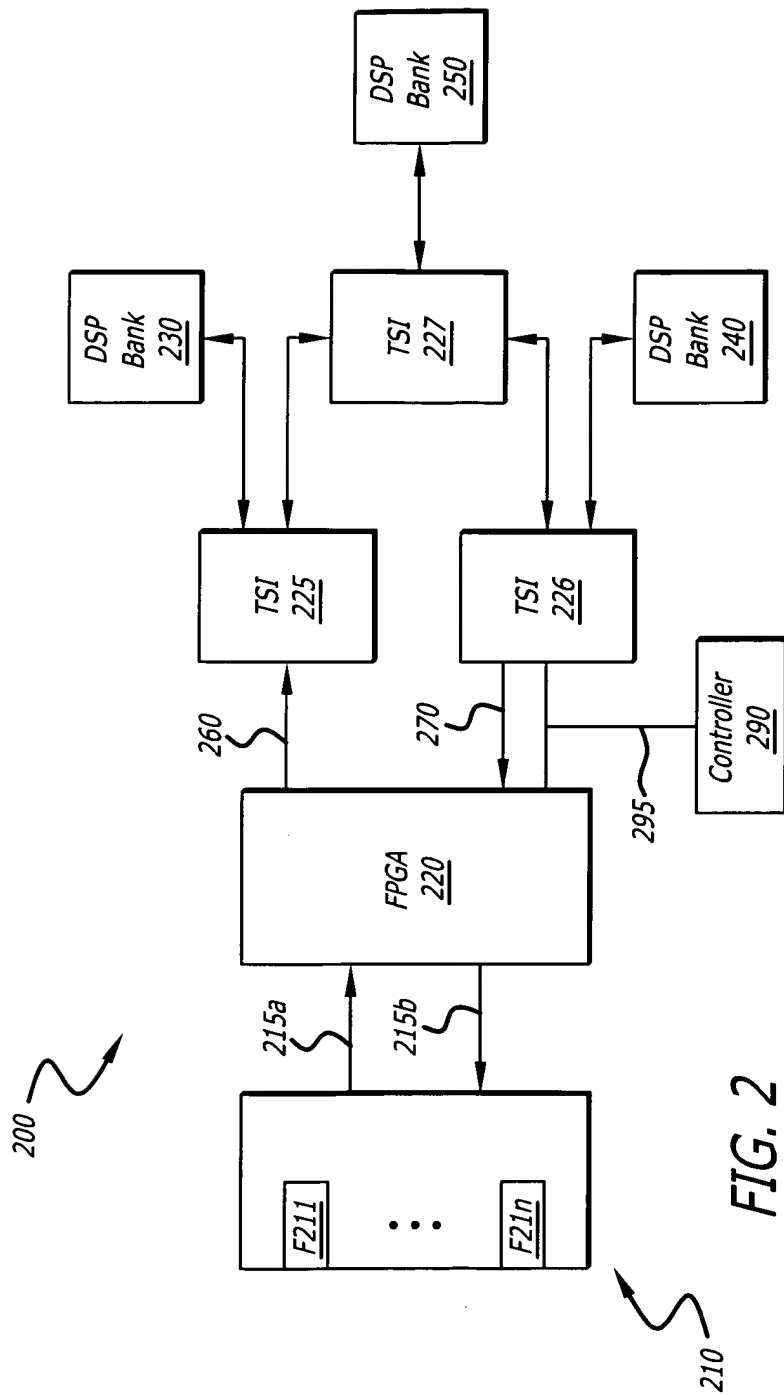 200
210
F211
F21n
215a
215b
FPGA
220
260
270
295
Controller
290
TSI
225
TSI
226
DSP
Bank
230
TSI
227
DSP
Bank
240
DSP
Bank
250
FIG. 2